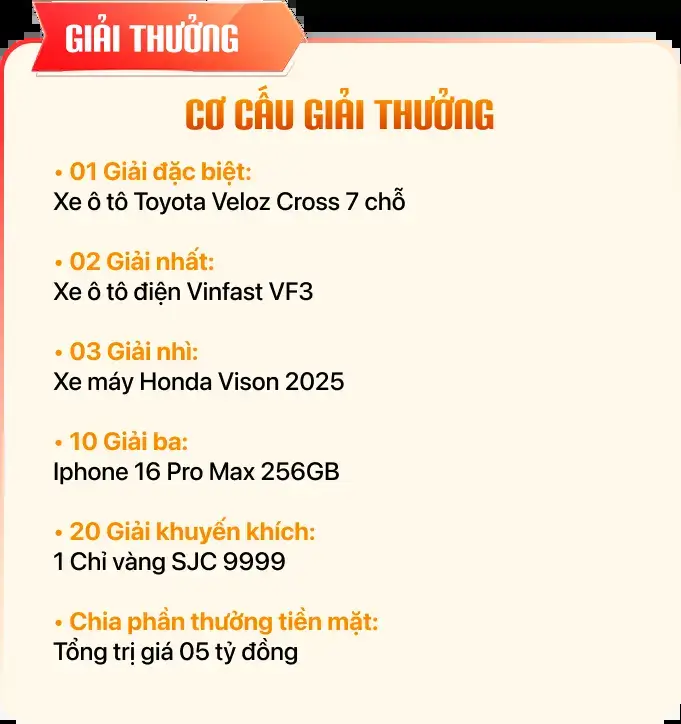 GIẢI THƯỞNG
CƠ CẤU GIẢI THƯỞNG
• 01 Giải đặc biệt:
Xe ô tô Toyota Veloz Cross 7 chỗ
• 02 Giải nhất:
Xe ô tô điện Vinfast VF3
• 03 Giải nhì:
Xe máy Honda Vison 2025
• 10 Giải ba:
Iphone 16 Pro Max 256GB
• 20 Giải khuyến khích:
1 Chỉ vàng SJC 9999
• Chia phần thưởng tiền mặt:
Tổng trị giá 05 tỷ đồng